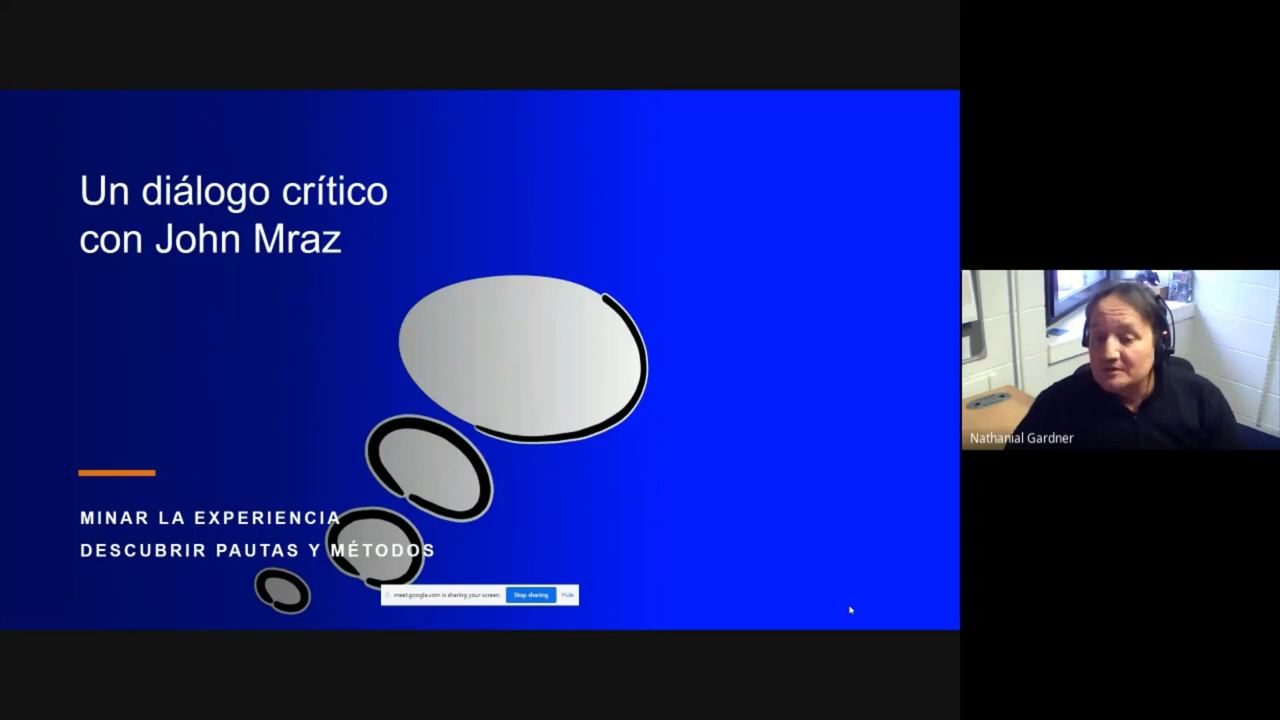 Un diálogo crítico
con John Mraz
MINAR LA EXPERIENCIA
DESCUBRIR PAUTAS Y MÉTODOS
meet.google.com is sharing your screen.
Stop sharing
Hide
Nathanial Gardner